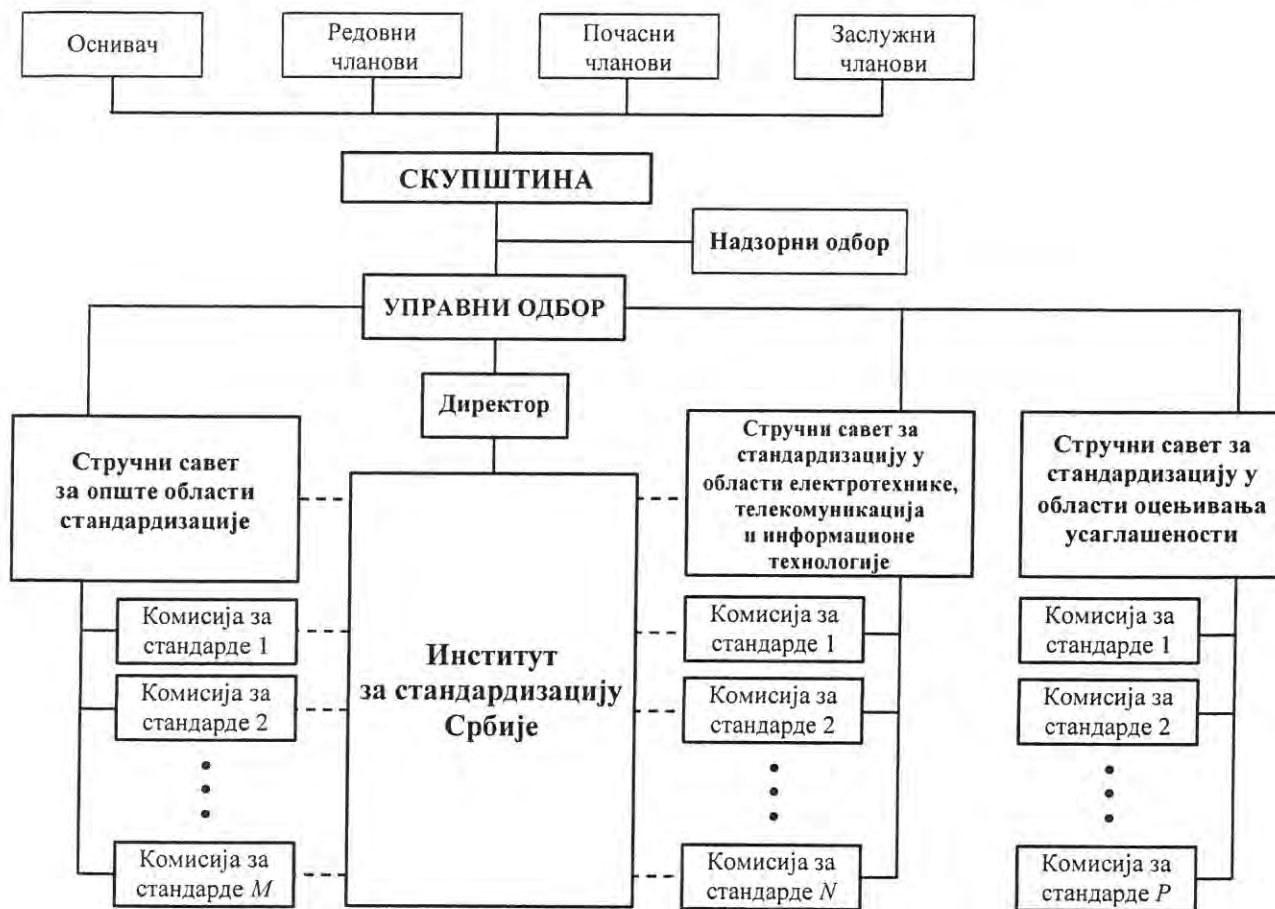 Оснивач
Редовни
чланови
Почасни
чланови
Заслужни
чланови
СКУПШТИНА
Надзорни одбор
УПРАВНИ ОДБОР
Директор
Стручни савет
за опште области
стандардизације
Стручни савет за
стандардизацију у
области електротехнике,
телекомуникација
и информационе
технологије
Стручни савет за
стандардизацију у
области оцењивања
усаглашености
Институт
за стандардизацију
Србије
Комисија за
стандарде 1
Комисија за
стандарде 2
Комисија за
стандарде M
Комисија за
стандарде 1
Комисија за
стандарде 2
Комисија за
стандарде N
Комисија за
стандарде 1
Комисија за
стандарде 2
Комисија за
стандарде P